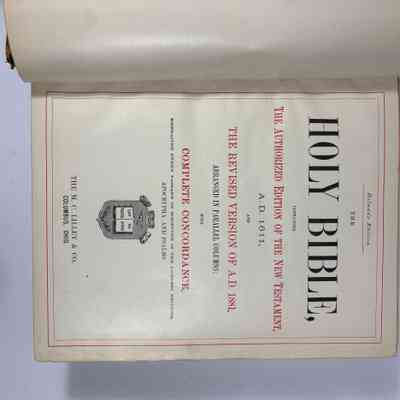 THE
HOLY BIBLE,
CONTAINING
THE AUTHORIZED EDITION OF THE NEW TESTAMENT,
A.D. 1611,
AND
THE REVISED VERSION OF A.D. 1881,
ARRANGED IN PARALLEL COLUMNS;
WITH
COMPLETE CONCORDANCE,
APOCRYPHA AND PSALMS
THE M. C. LILLEY & CO.
COLUMBUS, OHIO.